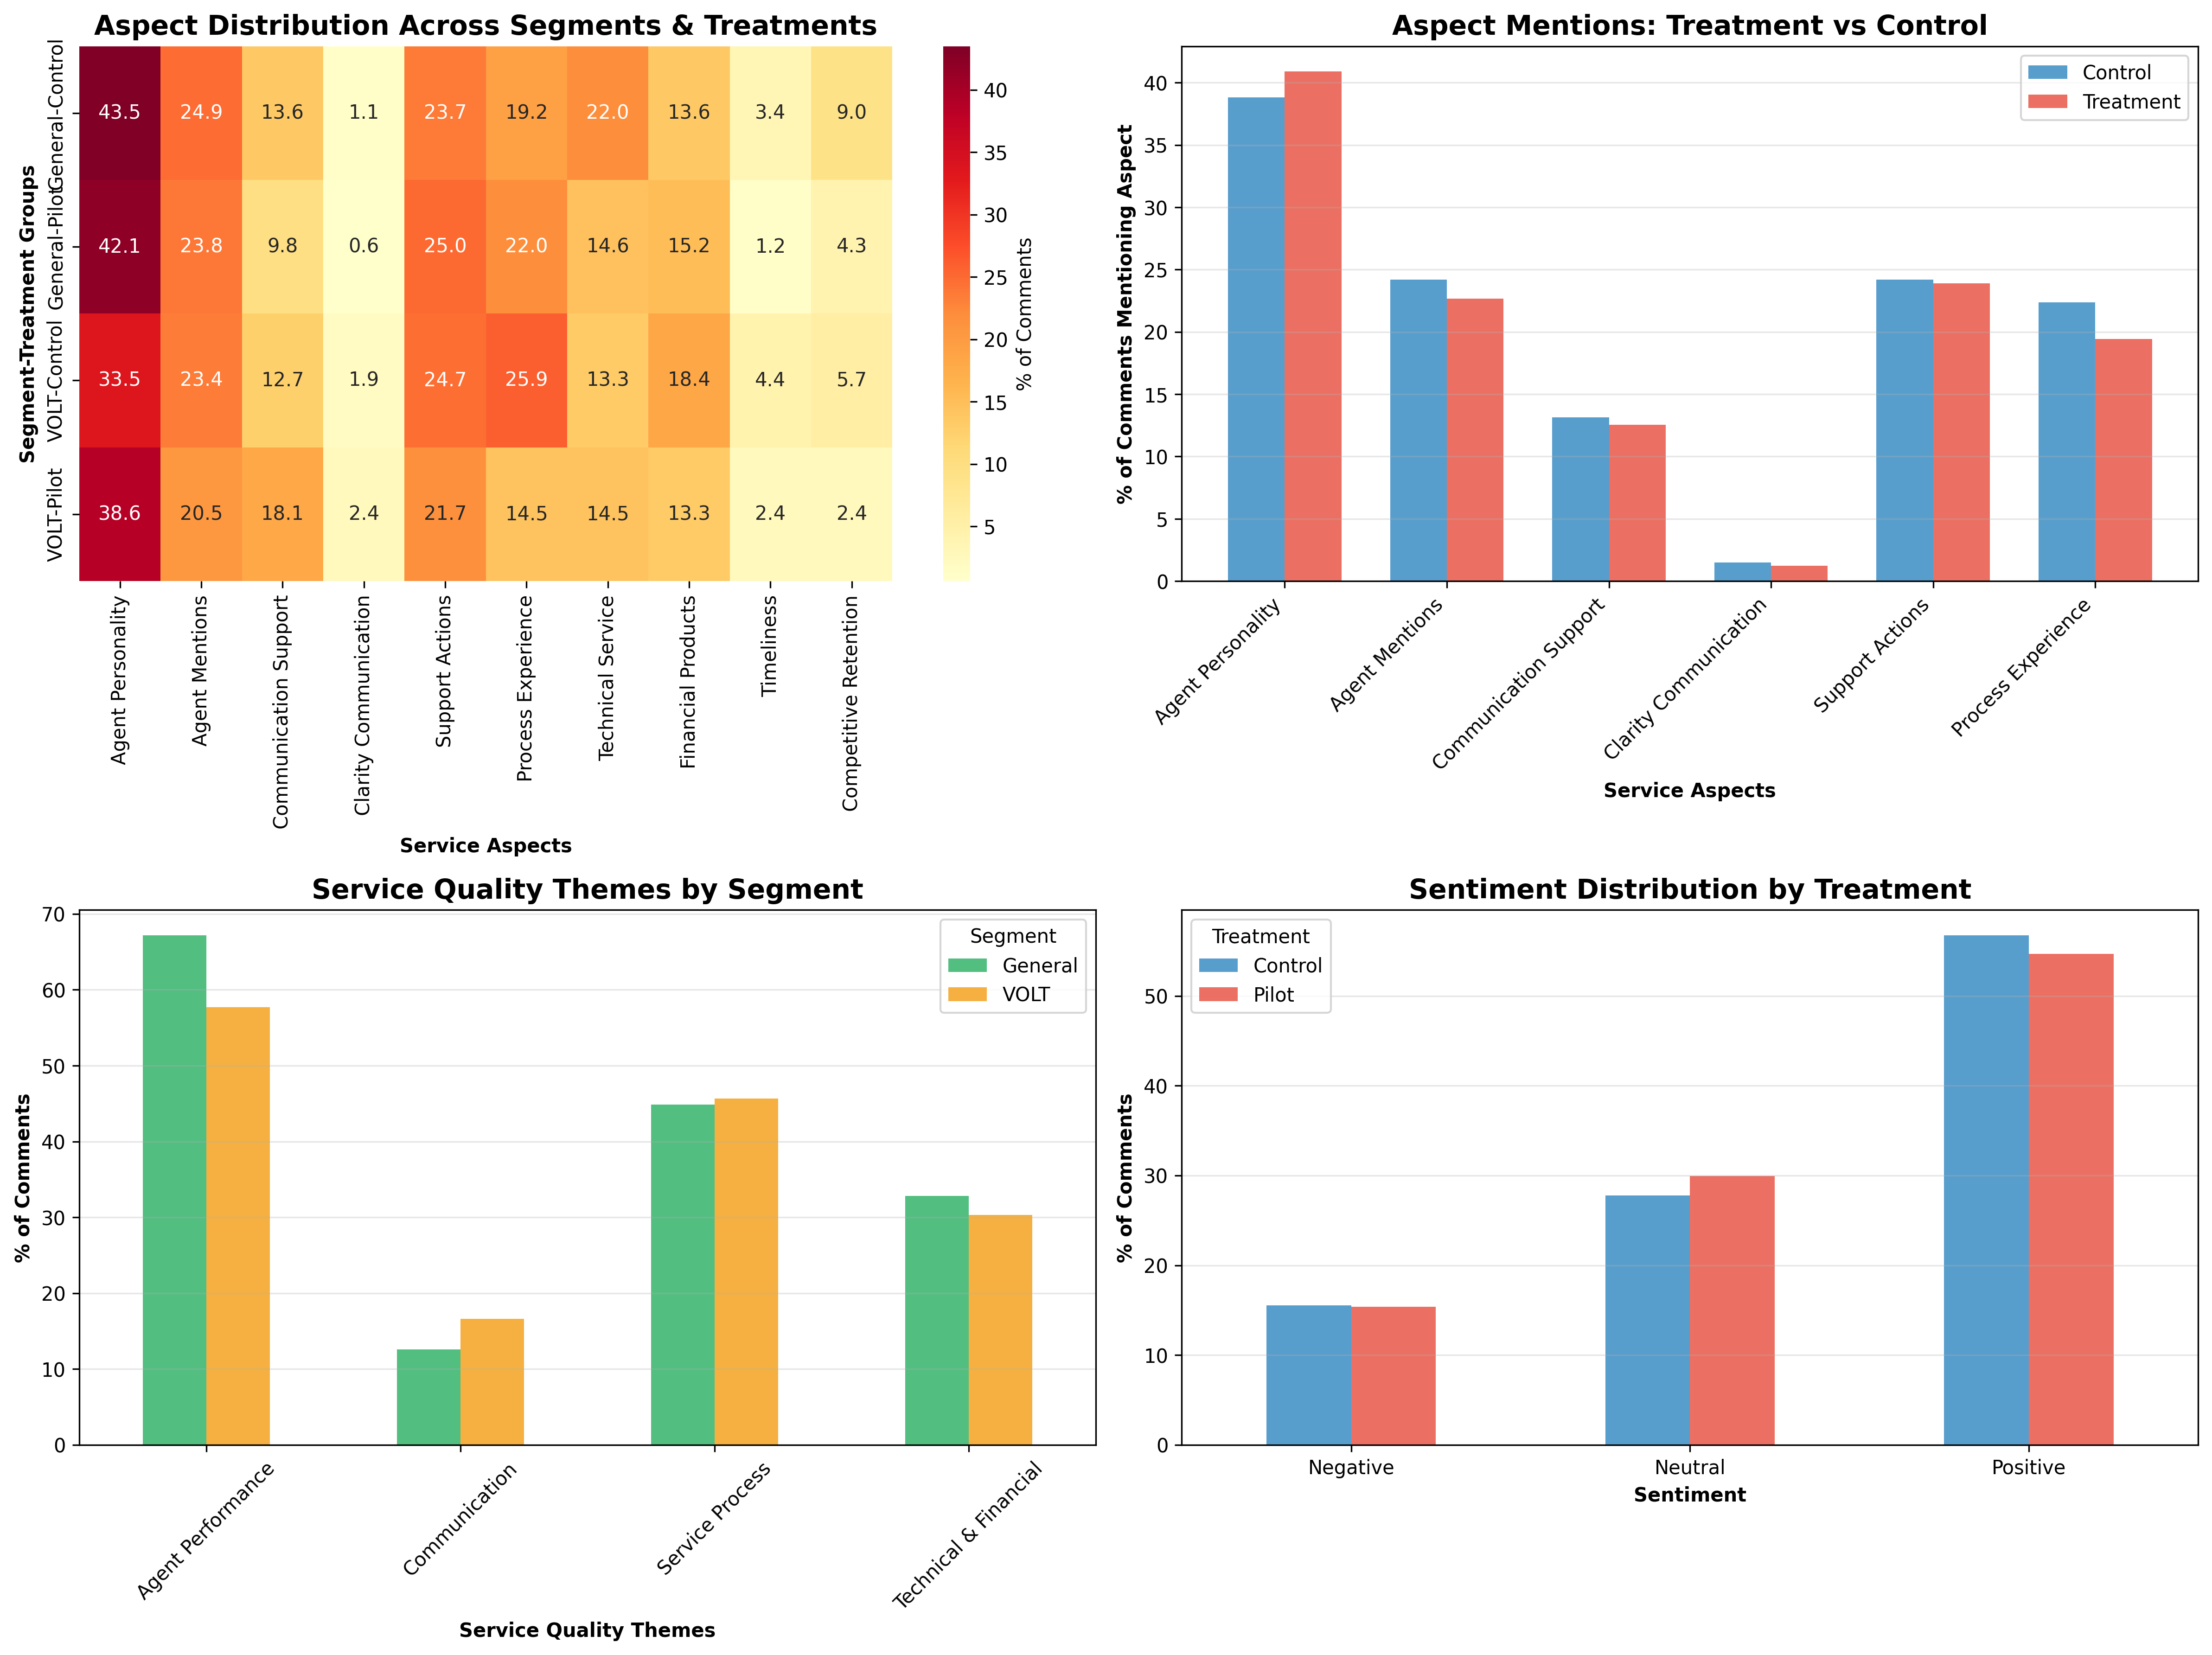 Aspect Distribution Across Segments & Treatments
Segment-Treatment Groups
General-Control
General-Pilot
VOLT-Control
VOLT-Pilot
43.5 24.9 13.6 1.1 23.7 19.2 22.0 13.6 3.4 9.0
42.1 23.8 9.8 0.6 25.0 22.0 14.6 15.2 1.2 4.3
33.5 23.4 12.7 1.9 24.7 25.9 13.3 18.4 4.4 5.7
38.6 20.5 18.1 2.4 21.7 14.5 14.5 13.3 2.4 2.4
Agent Personality
Agent Mentions
Communication Support
Clarity Communication
Support Actions
Process Experience
Technical Service
Financial Products
Timeliness
Competitive Retention
Service Aspects
40
35
30
25
20
15
10
5
% of Comments
Aspect Mentions: Treatment vs Control
Control
Treatment
% of Comments Mentioning Aspect
40
35
30
25
20
15
10
5
0
Agent Personality
Agent Mentions
Communication Support
Clarity Communication
Support Actions
Process Experience
Service Aspects
Service Quality Themes by Segment
Segment
General
VOLT
% of Comments
70
60
50
40
30
20
10
0
Agent Performance
Communication
Service Process
Technical & Financial
Service Quality Themes
Sentiment Distribution by Treatment
Treatment
Control
Pilot
% of Comments
50
40
30
20
10
0
Negative
Neutral
Positive
Sentiment